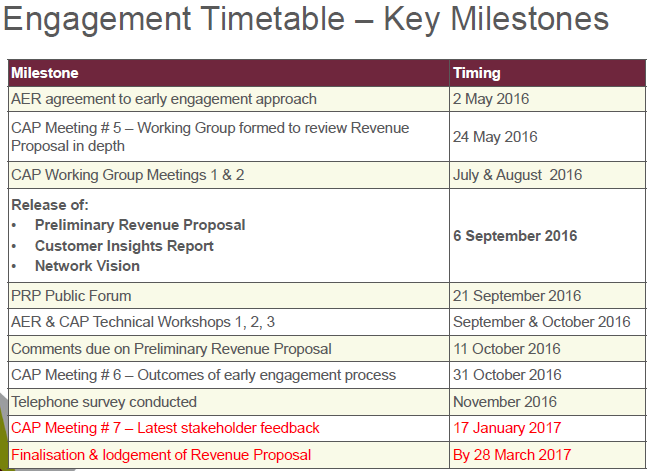 Engagement Timetable – Key Milestones
Milestone Timing
AER agreement to early engagement approach 2 May 2016
CAP Meeting # 5 – Working Group formed to review Revenue
Proposal in depth
24 May 2016
CAP Working Group Meetings 1 & 2 July & August 2016
Release of:
• Preliminary Revenue Proposal
• Customer Insights Report
• Network Vision
6 September 2016
PRP Public Forum 21 September 2016
AER & CAP Technical Workshops 1, 2, 3 September & October 2016
Comments due on Preliminary Revenue Proposal 11 October 2016
CAP Meeting # 6 – Outcomes of early engagement process 31 October 2016
Telephone survey conducted November 2016
CAP Meeting # 7 – Latest stakeholder feedback 17 January 2017
Finalisation & lodgement of Revenue Proposal By 28 March 2017